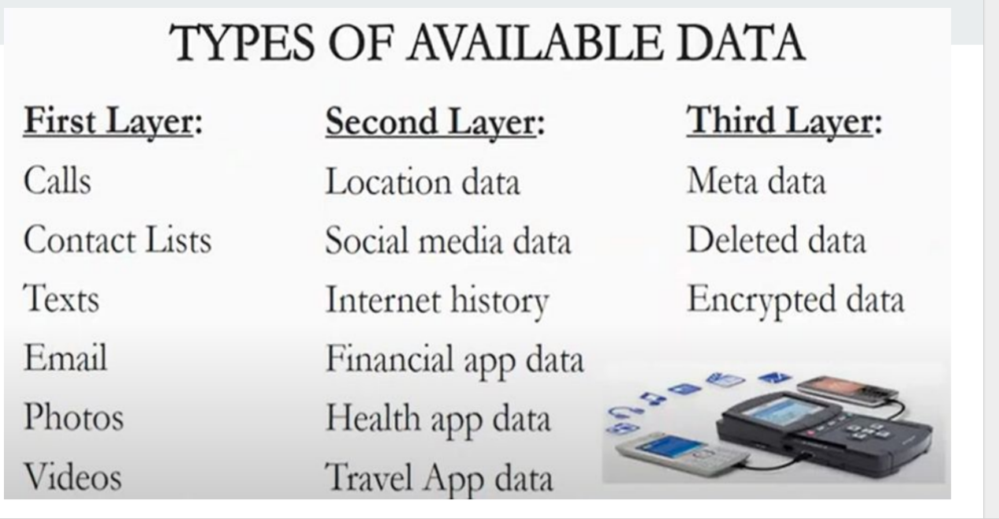 TYPES OF AVAILABLE DATA
First Layer:
Calls
Contact Lists
Texts
Email
Photos
Videos
Second Layer:
Location data
Social media data
Internet history
Financial app data
Health app data
Travel App data
Third Layer:
Meta data
Deleted data
Encrypted data